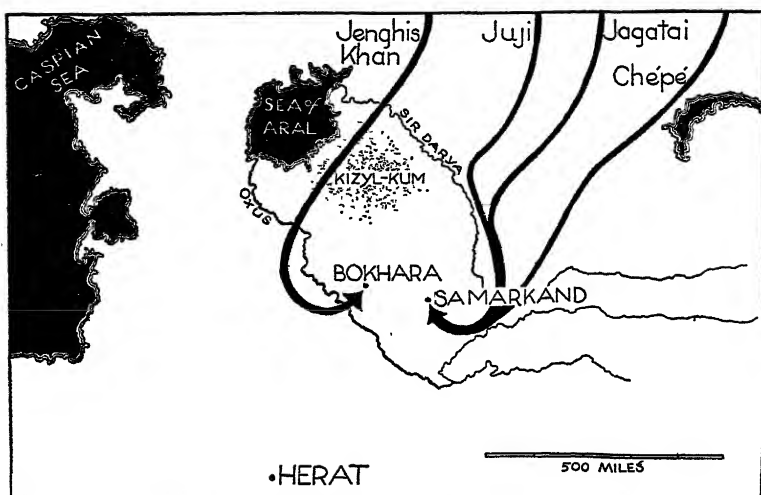 Jenghis
Khan
Juji
Jagatai
Chépé
CASPIAN
SEA
SEA of
ARAL
SIR DARVA
KIZYL-KUM
OXUS
BOKHARA
SAMARKAND
HERAT
500 MILES